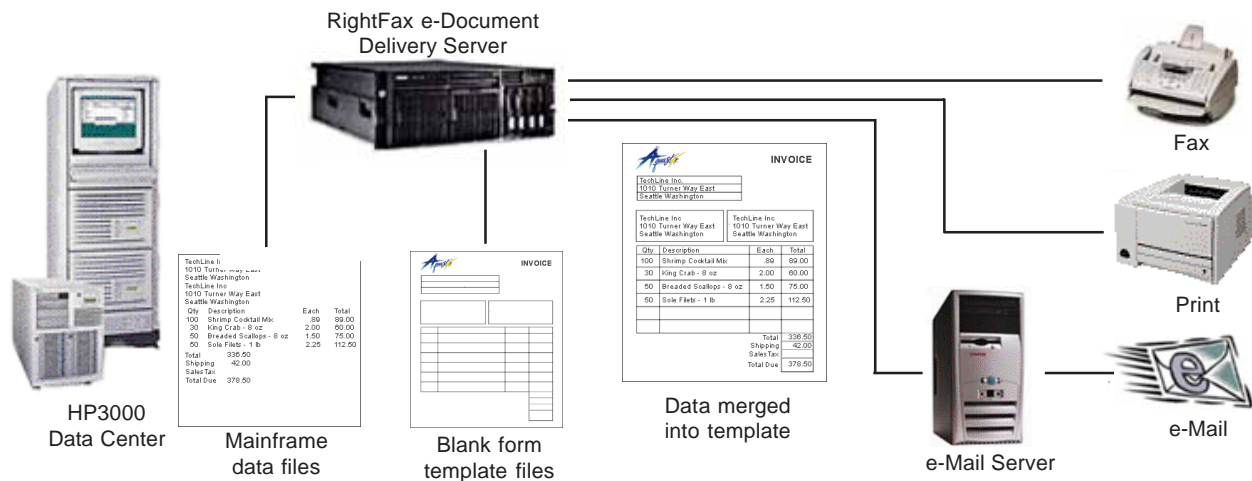 RightFax e-Document
Delivery Server
HP3000
Data Center
TechLine In
1010 Turner Way East
Seattle Washington
TechLine Inc
1010 Turner Way East
Seattle Washington
Qty Description Each Total
100 Shrimp Cocktail Mix .89 89.00
30 King Crab - 8 oz 2.00 60.00
50 Breaded Scallops - 8 oz 1.50 75.00
50 Sole Filets - 1 lb 2.25 112.50
Total 336.50
Shipping 42.00
Sales Tax
Total Due 378.50
Mainframe
data files
INVOICE
Blank form
template files
INVOICE
TechLine Inc.
1010 Turner Way East
Seattle Washington
TechLine Inc
1010 Turner Way East
Seattle Washington
TechLine Inc
1010 Turner Way East
Seattle Washington
Qty Description Each Total
100 Shrimp Cocktail Mix .89 89.00
30 King Crab - 8 oz 2.00 60.00
50 Breaded Scallops - 8 oz 1.50 75.00
50 Sole Filets - 1 lb 2.25 112.50
Total 336.50
Shipping 42.00
Sales Tax
Total Due 378.50
Data merged
into template
e-Mail Server
Fax
Print
e
e-Mail